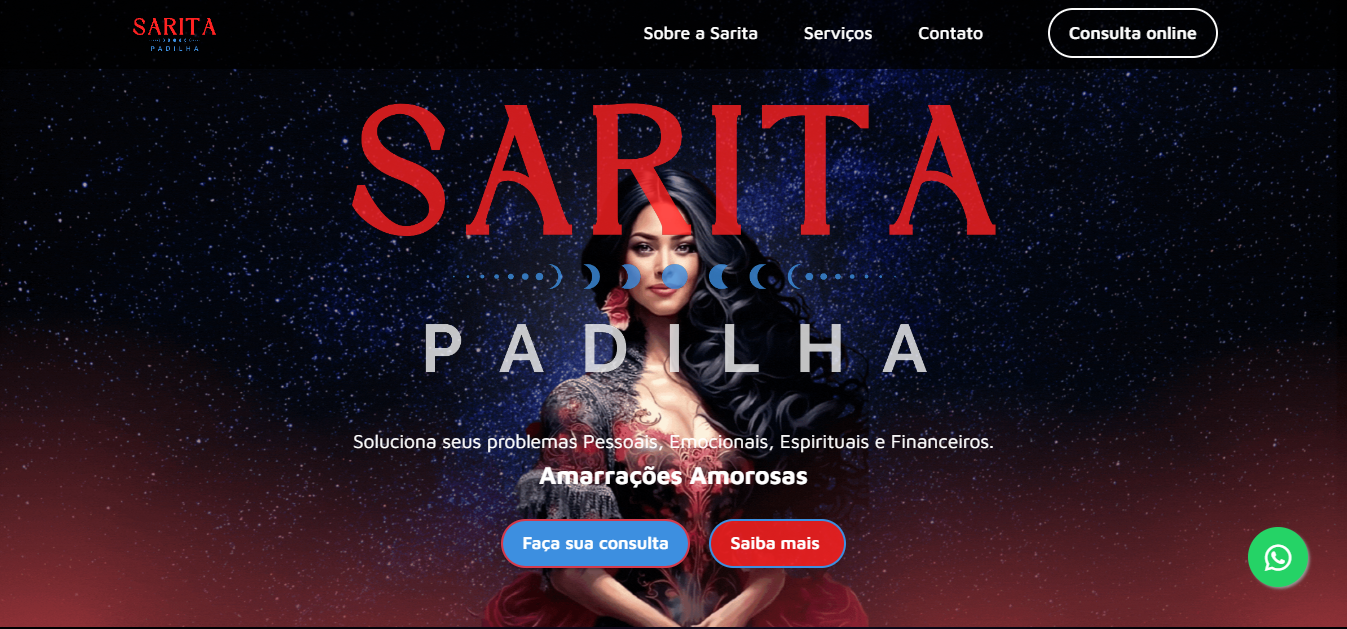 SARITA
PADILHA
Sobre a Sarita
Serviços
Contato
Consulta online
SARITA
PADILHA
Soluciona seus problemas Pessoais, Emocionais, Espirituais e Financeiros.
Amarrações Amorosas
Faça sua consulta
Saiba mais